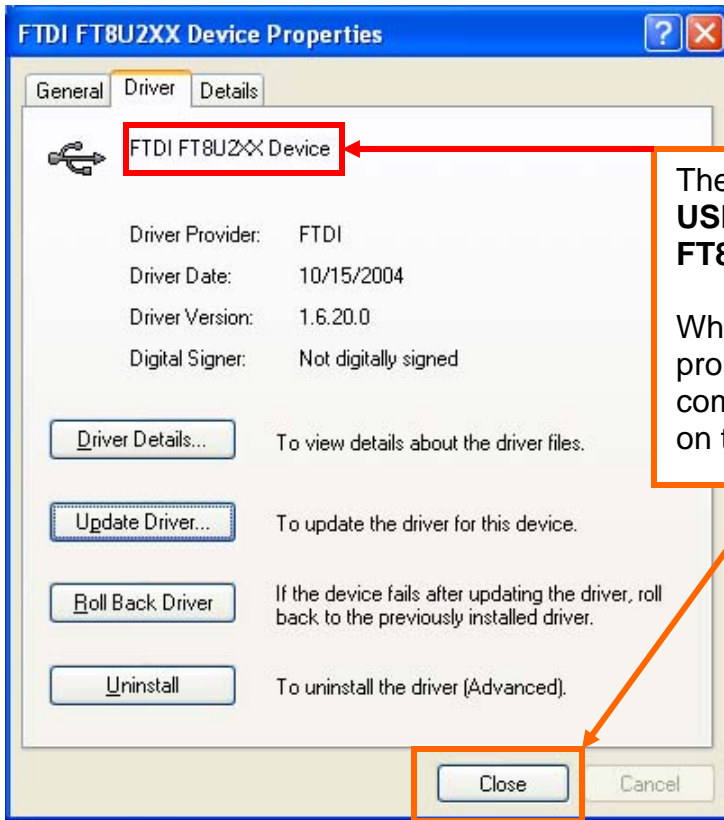 FTDI FT8U2XX Device Properties
General Driver Details
FTDI FT8U2XX Device
Driver Provider: FTDI
Driver Date: 10/15/2004
Driver Version: 1.6.20.0
Digital Signer: Not digitally signed
Driver Details... To view details about the driver files.
Update Driver... To update the driver for this device.
Roll Back Driver If the device fails after updating the driver, roll
back to the previously installed driver.
Uninstall To uninstall the driver (Advanced).
Close Cancel
The